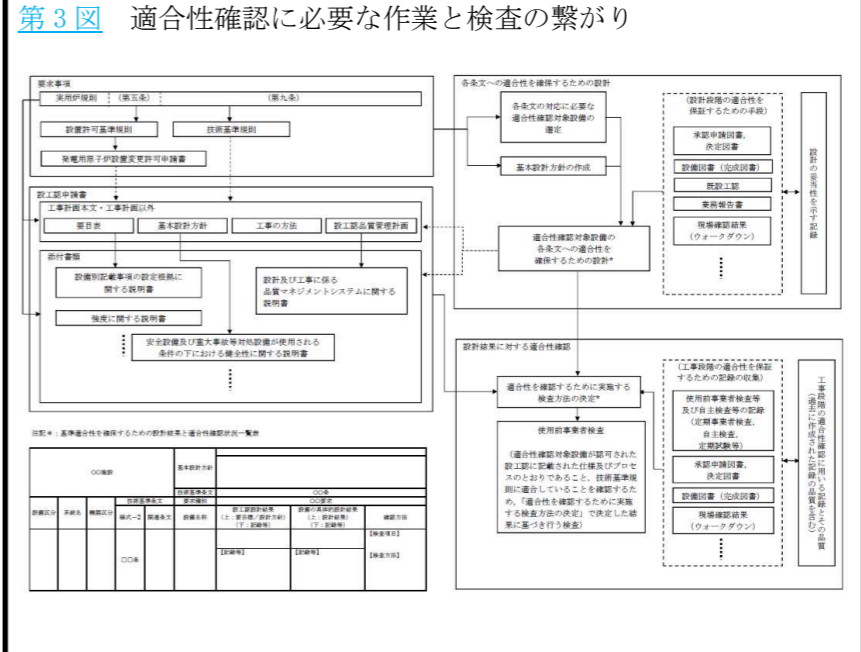 第3図　適合性確認に必要な作業と検査の繋がり
要求事項
実用炉規則　(第五条)　(第九条)
設置許可基準規則
技術基準規則
発電用原子炉設置変更許可申請書
設工認申請書
工事計画本文・工事計画以外
要目表
基本設計方針
工事の方法
設工認品質管理計画
添付書類
設備別記載事項の設定根拠に
関する説明書
設計及び工事に係る
品質マネジメントシステムに関する
説明書
強度に関する説明書
安全設備及び重大事故等対処設備が使用される
条件の下における健全性に関する説明書
各条文への適合性を確保するための設計
各条文の対応に必要な
適合性確認対象設備の
選定
基本設計方針の作成
適合性確認対象設備の
各条文への適合性を
確保するための設計*
(設計段階の適合性を
保証するための手段)
承認申請図書,
決定図書
設備図書（完成図書）
既設工認
業務報告書
現場確認結果
（ウォークダウン）
設計の妥当性を示す記録
設計結果に対する適合性確認
適合性を確認するために実施する
検査方法の決定*
使用前事業者検査
(適合性確認対象設備が認可された
設工認に記載された仕様及びプロセ
スのとおりであること、技術基準規
則に適合していることを確認するた
め、「適合性を確認するために実施
する検査方法の決定」で決定した結
果に基づき行う検査)
(工事段階の適合性を保証
するための記録の収集)
使用前事業者検査等
及び自主検査等の記録
(定期事業者検査,
自主検査,
定期試験等)
承認申請図書,
決定図書
設備図書（完成図書）
現場確認結果
（ウォークダウン）
工事段階の適合性確認に用いる記録とその品質
(過去に作成された記録の品質を含む)
注記＊：基準適合性を確保するための設計結果と適合性確認状況一覧表
〇〇施設
基本設計方針
技術基準条文
〇〇条
技術基準条文
要求種別
〇〇要求
設備区分
系統名
機器区分
様式－2
関連条文
設備名称
設工認設計結果
(上：要目表／設計方針)
(下：記録等)
設備の具体的設計結果
(上：設計結果)
(下：記録等)
確認方法
【検査項目】
【記録等】
【記録等】
【検査方法】
□□条